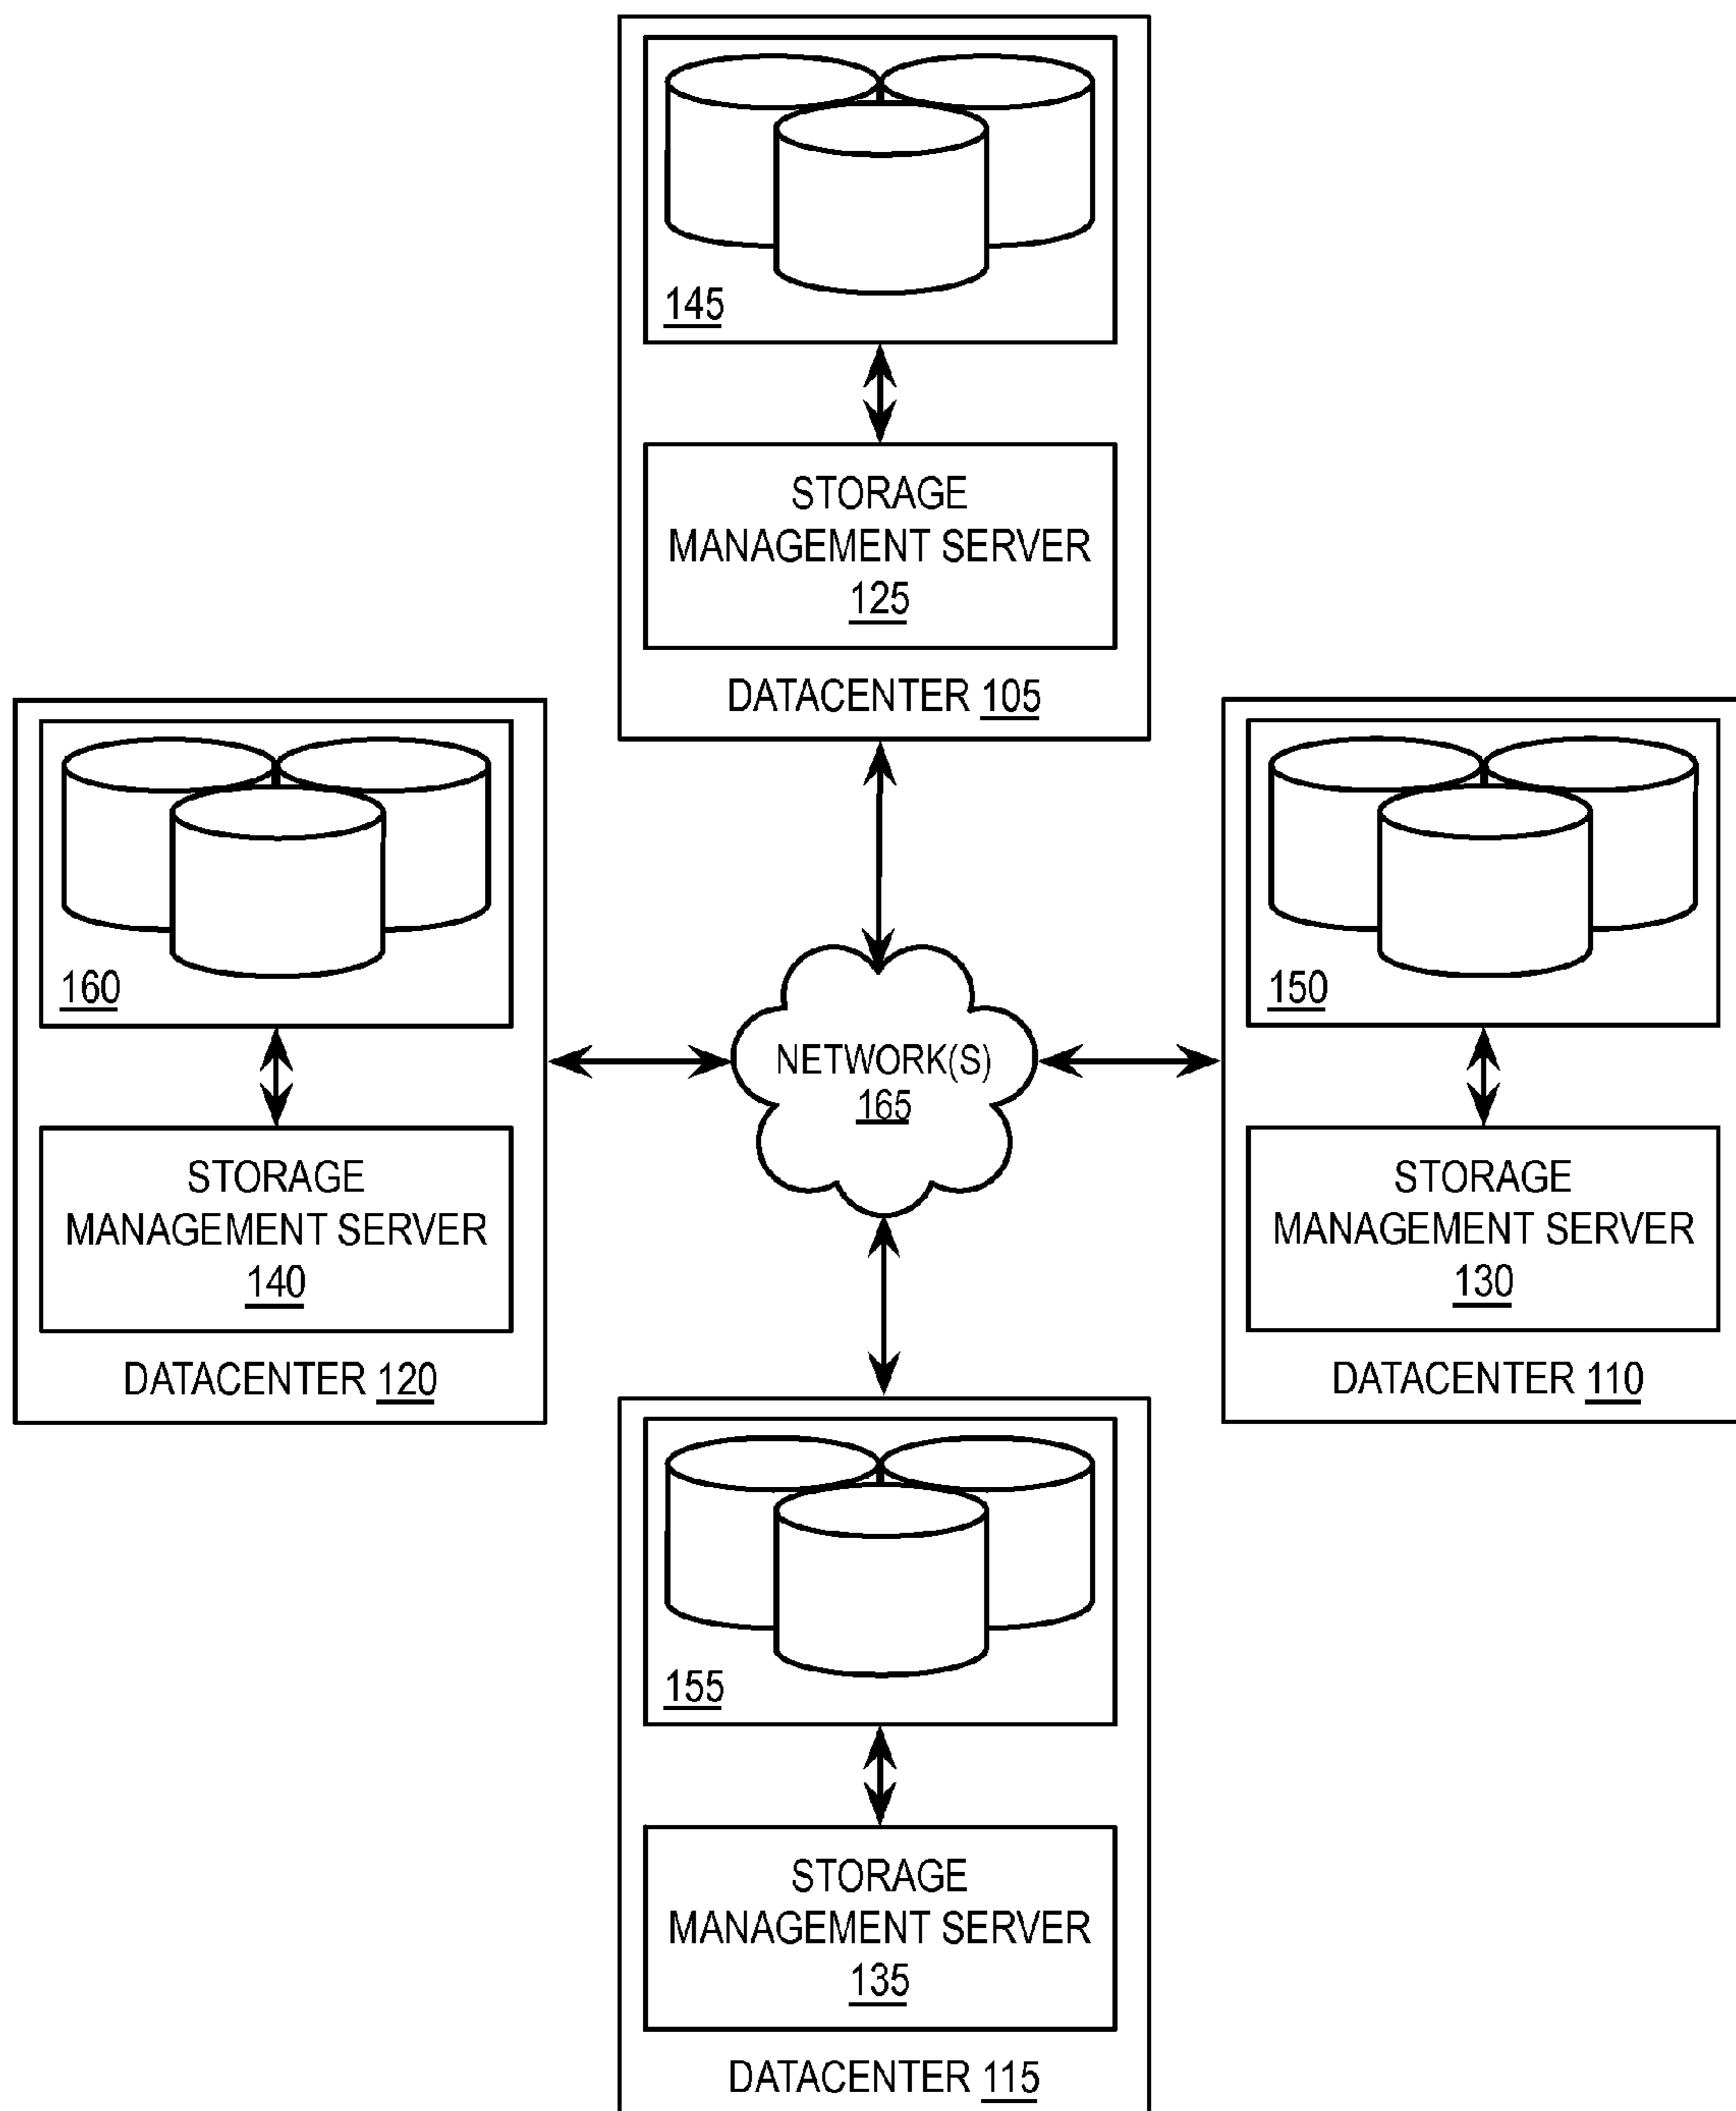 145
STORAGE
MANAGEMENT SERVER
125
DATACENTER 105
160
STORAGE
MANAGEMENT SERVER
140
DATACENTER 120
NETWORK(S)
165
150
STORAGE
MANAGEMENT SERVER
130
DATACENTER 110
155
STORAGE
MANAGEMENT SERVER
135
DATACENTER 115